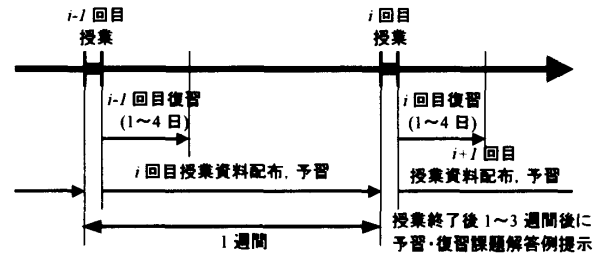 i-1 回目
授業
i 回目
授業
i-1 回目復習
(1〜4 日)
i 回目復習
(1〜4 日)
i 回目授業資料配布, 予習
i+1 回目
授業資料配布, 予習
1 週間
授業終了後 1〜3 週間後に
予習・復習課題解答例提示